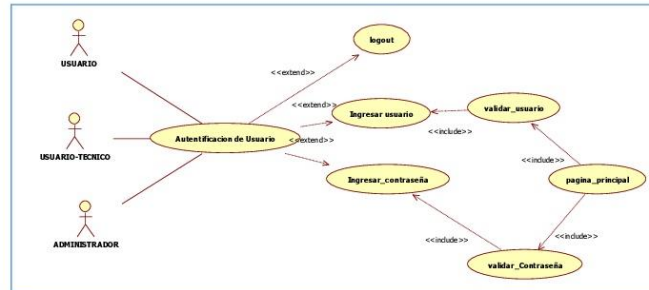 logout
USUARIO
<<extend>>
<<extend>>
Ingresar usuario
validar_usuario
<<include>>
Autentificacion de Usuario
<<extend>>
USUARIO-TECNICO
<<include>>
Ingresar_contraseña
pagina_principal
ADMINISTRADOR
<<include>>
<<include>>
validar_Contraseña